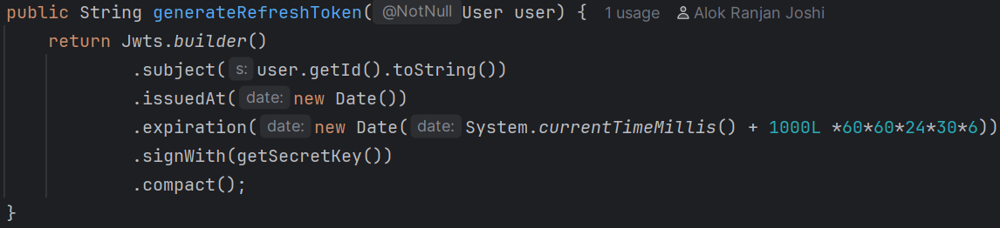 public String generateRefreshToken(@NotNull User user) { 1 usage Alok Ranjan Joshi
return Jwts.builder()
.subject( s: user.getId().toString())
.issuedAt( date: new Date())
.expiration( date: new Date( date: System.currentTimeMillis() + 1000L *60*60*24*30*6))
.signWith(getSecretKey())
.compact();
}